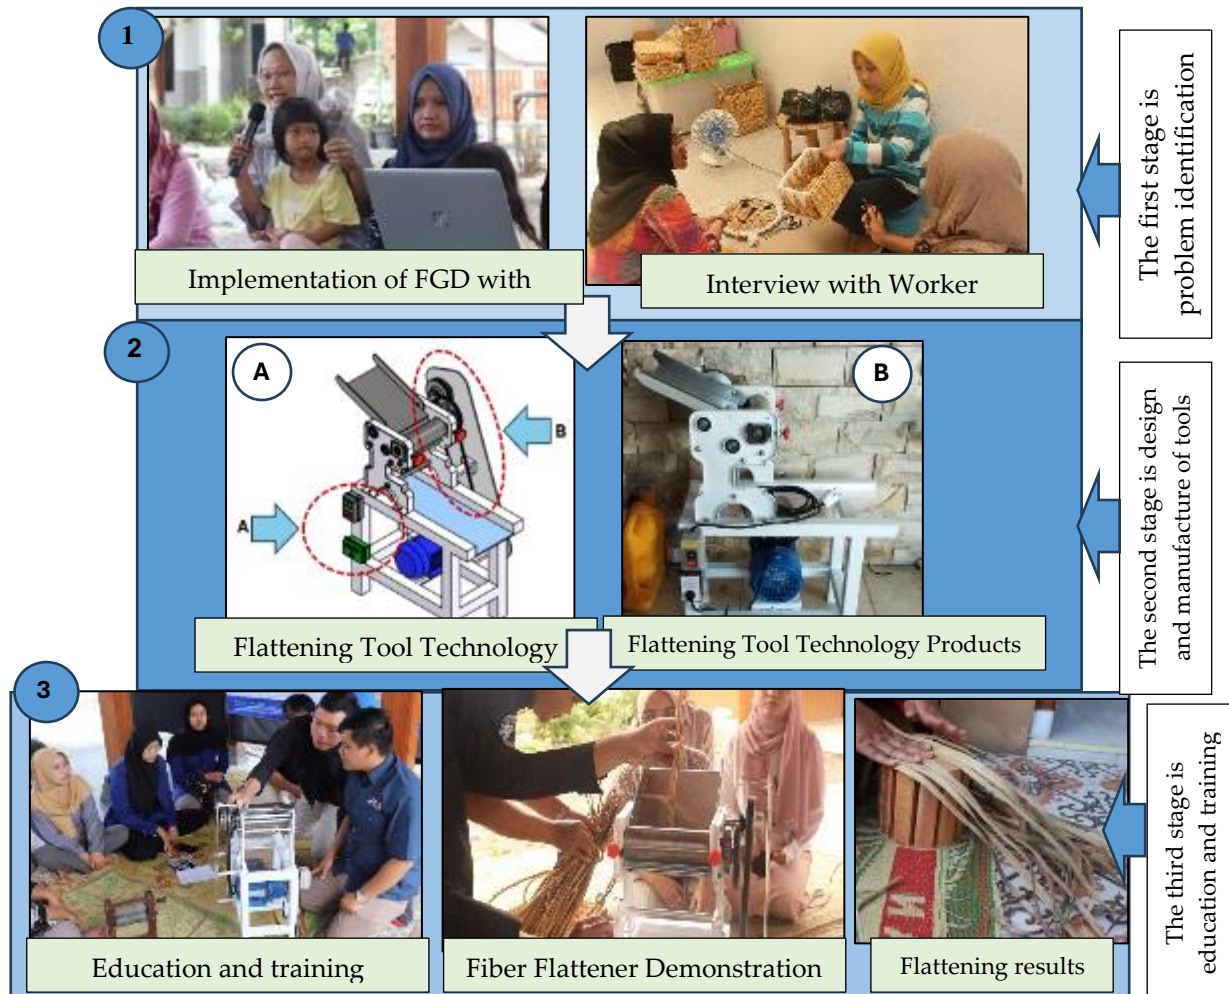 1
Implementation of FGD with
Interview with Worker
The first stage is
problem identification
2
A
B
A
B
Flattening Tool Technology
Flattening Tool Technology Products
The second stage is design
and manufacture of tools
3
Education and training
Fiber Flattener Demonstration
Flattening results
The third stage is
education and training